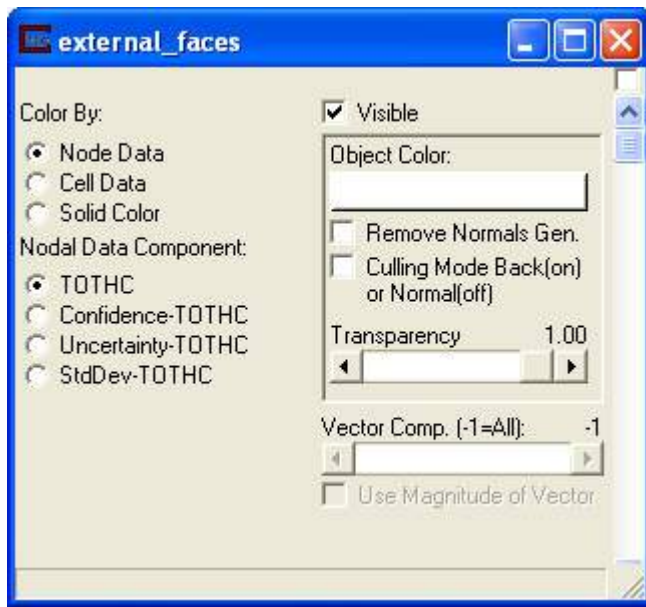 external_faces
Color By:
Node Data
Cell Data
Solid Color
Nodal Data Component:
TOTHC
Confidence-TOTHC
Uncertainty-TOTHC
StdDev-TOTHC
Visible
Object Color:
Remove Normals Gen.
Culling Mode Back(on)
or Normal(off)
Transparency 1.00
Vector Comp. (-1=All): -1
Use Magnitude of Vector